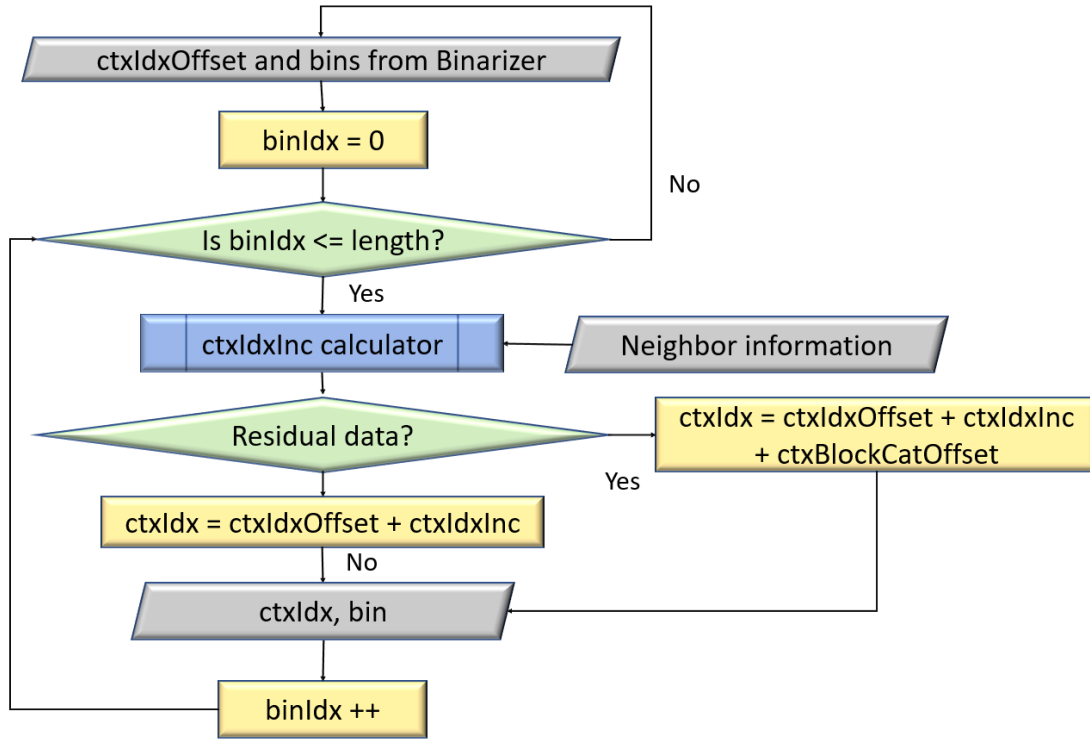 ctxIdxOffset and bins from Binarizer
binIdx = 0
No
Is binIdx <= length?
Yes
ctxIdxInc calculator
Neighbor information
Residual data?
ctxIdx = ctxIdxOffset + ctxIdxInc
+ ctxBlockCatOffset
Yes
ctxIdx = ctxIdxOffset + ctxIdxInc
No
ctxIdx, bin
binIdx ++